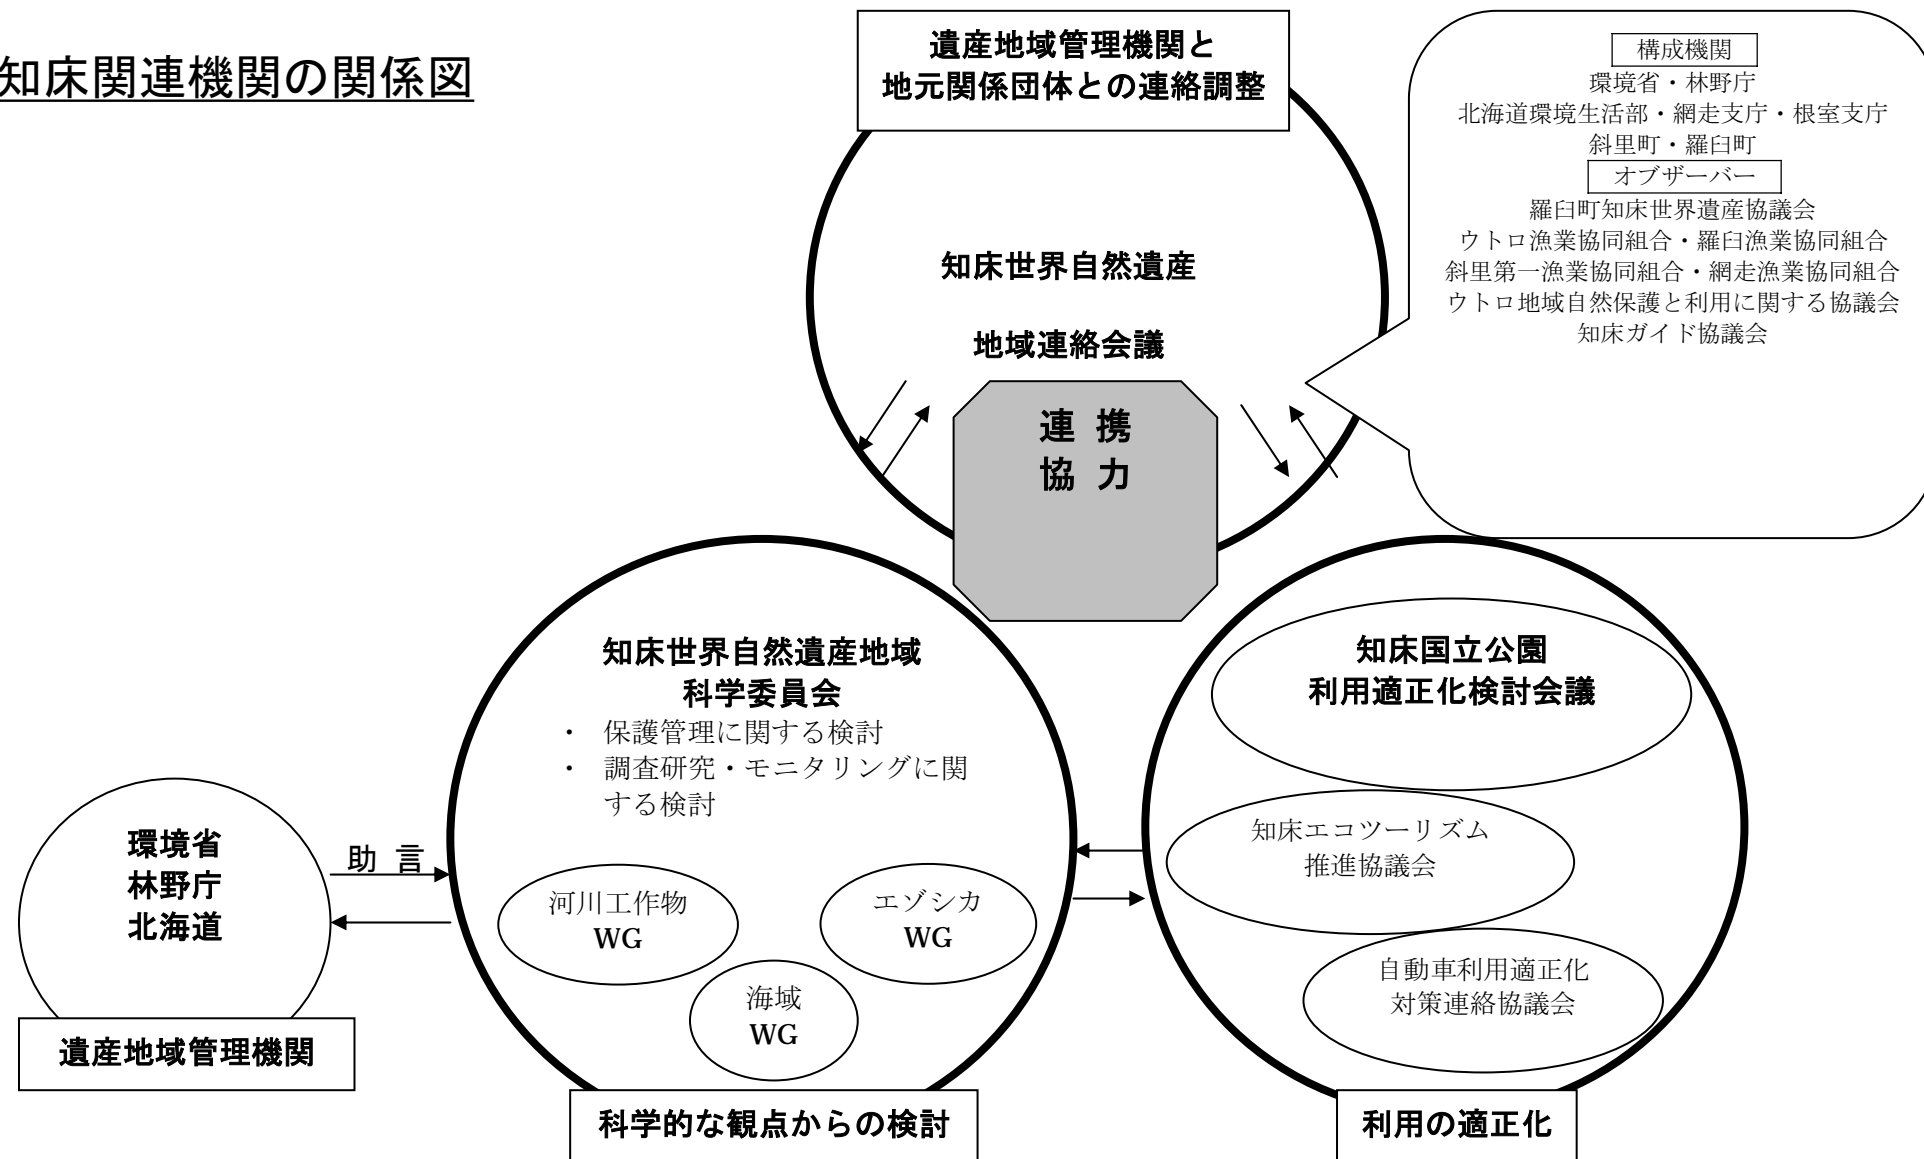 知床関連機関の関係図
遺産地域管理機関と
地元関係団体との連絡調整
構成機関
環境省・林野庁
北海道環境生活部・網走支庁・根室支庁
斜里町・羅臼町
オブザーバー
羅臼町知床世界遺産協議会
ウトロ漁業協同組合・羅臼漁業協同組合
斜里第一漁業協同組合・網走漁業協同組合
ウトロ地域自然保護と利用に関する協議会
知床ガイド協議会
知床世界自然遺産
地域連絡会議
連 携
協 力
知床世界自然遺産地域
科学委員会
・ 保護管理に関する検討
・ 調査研究・モニタリングに関
する検討
河川工作物
WG
エゾシカ
WG
海域
WG
科学的な観点からの検討
知床国立公園
利用適正化検討会議
知床エコツーリズム
推進協議会
自動車利用適正化
対策連絡協議会
利用の適正化
環境省
林野庁
北海道
遺産地域管理機関
助 言